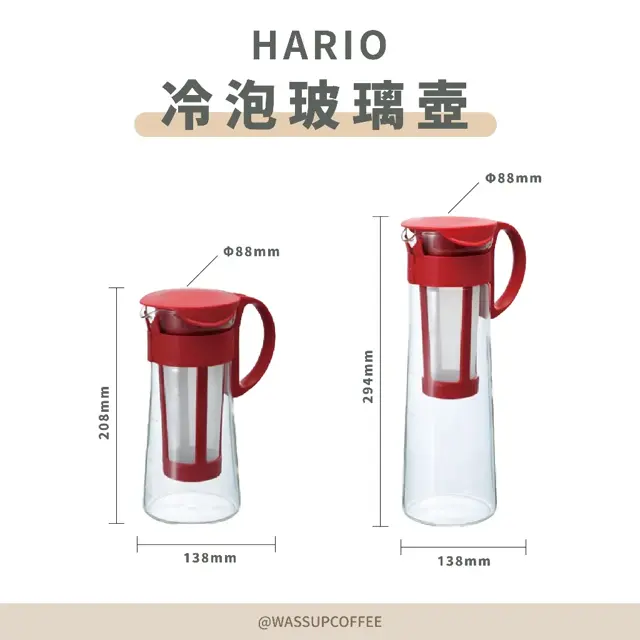 HARIO
冷泡玻璃壺
Φ88mm
Φ88mm
208mm
294mm
138mm
138mm
@WASSUPCOFFEE